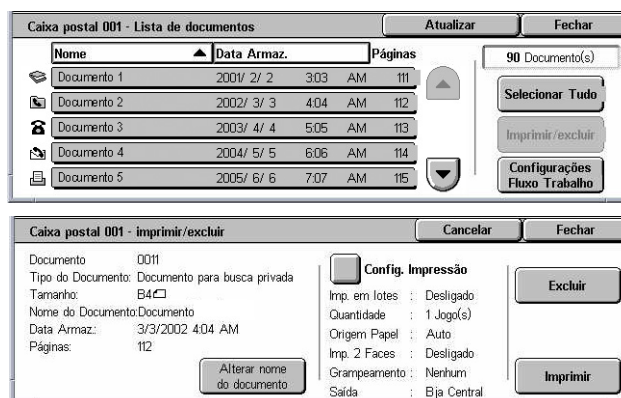 Caixa postal 001 - Lista de documentos Atualizar Fechar
Nome Data Armaz. Páginas 90 Documento(s)
Documento 1 2001/ 2/ 2 3:03 AM 111
Documento 2 2002/ 3/ 3 4:04 AM 112
Selecionar Tudo
Documento 3 2003/ 4/ 4 5:05 AM 113
Imprimir/excluir
Documento 4 2004/ 5/ 5 6:06 AM 114
Documento 5 2005/ 6/ 6 7:07 AM 115
Configurações
Fluxo Trabalho
Caixa postal 001 - imprimir/excluir Cancelar Fechar
Documento 0011
Tipo do Documento: Documento para busca privada
Tamanho: B4
Nome do Documento:Documento
Data Armaz.: 3/3/2002 4:04 AM
Páginas: 112
Alterar nome
do documento
Config. Impressão
Imp. em lotes : Desligado
Quantidade : 1 Jogo(s)
Origem Papel : Auto
Imp. 2 Faces : Desligado
Grampeamento : Nenhum
Saída : Bja Central
Excluir
Imprimir